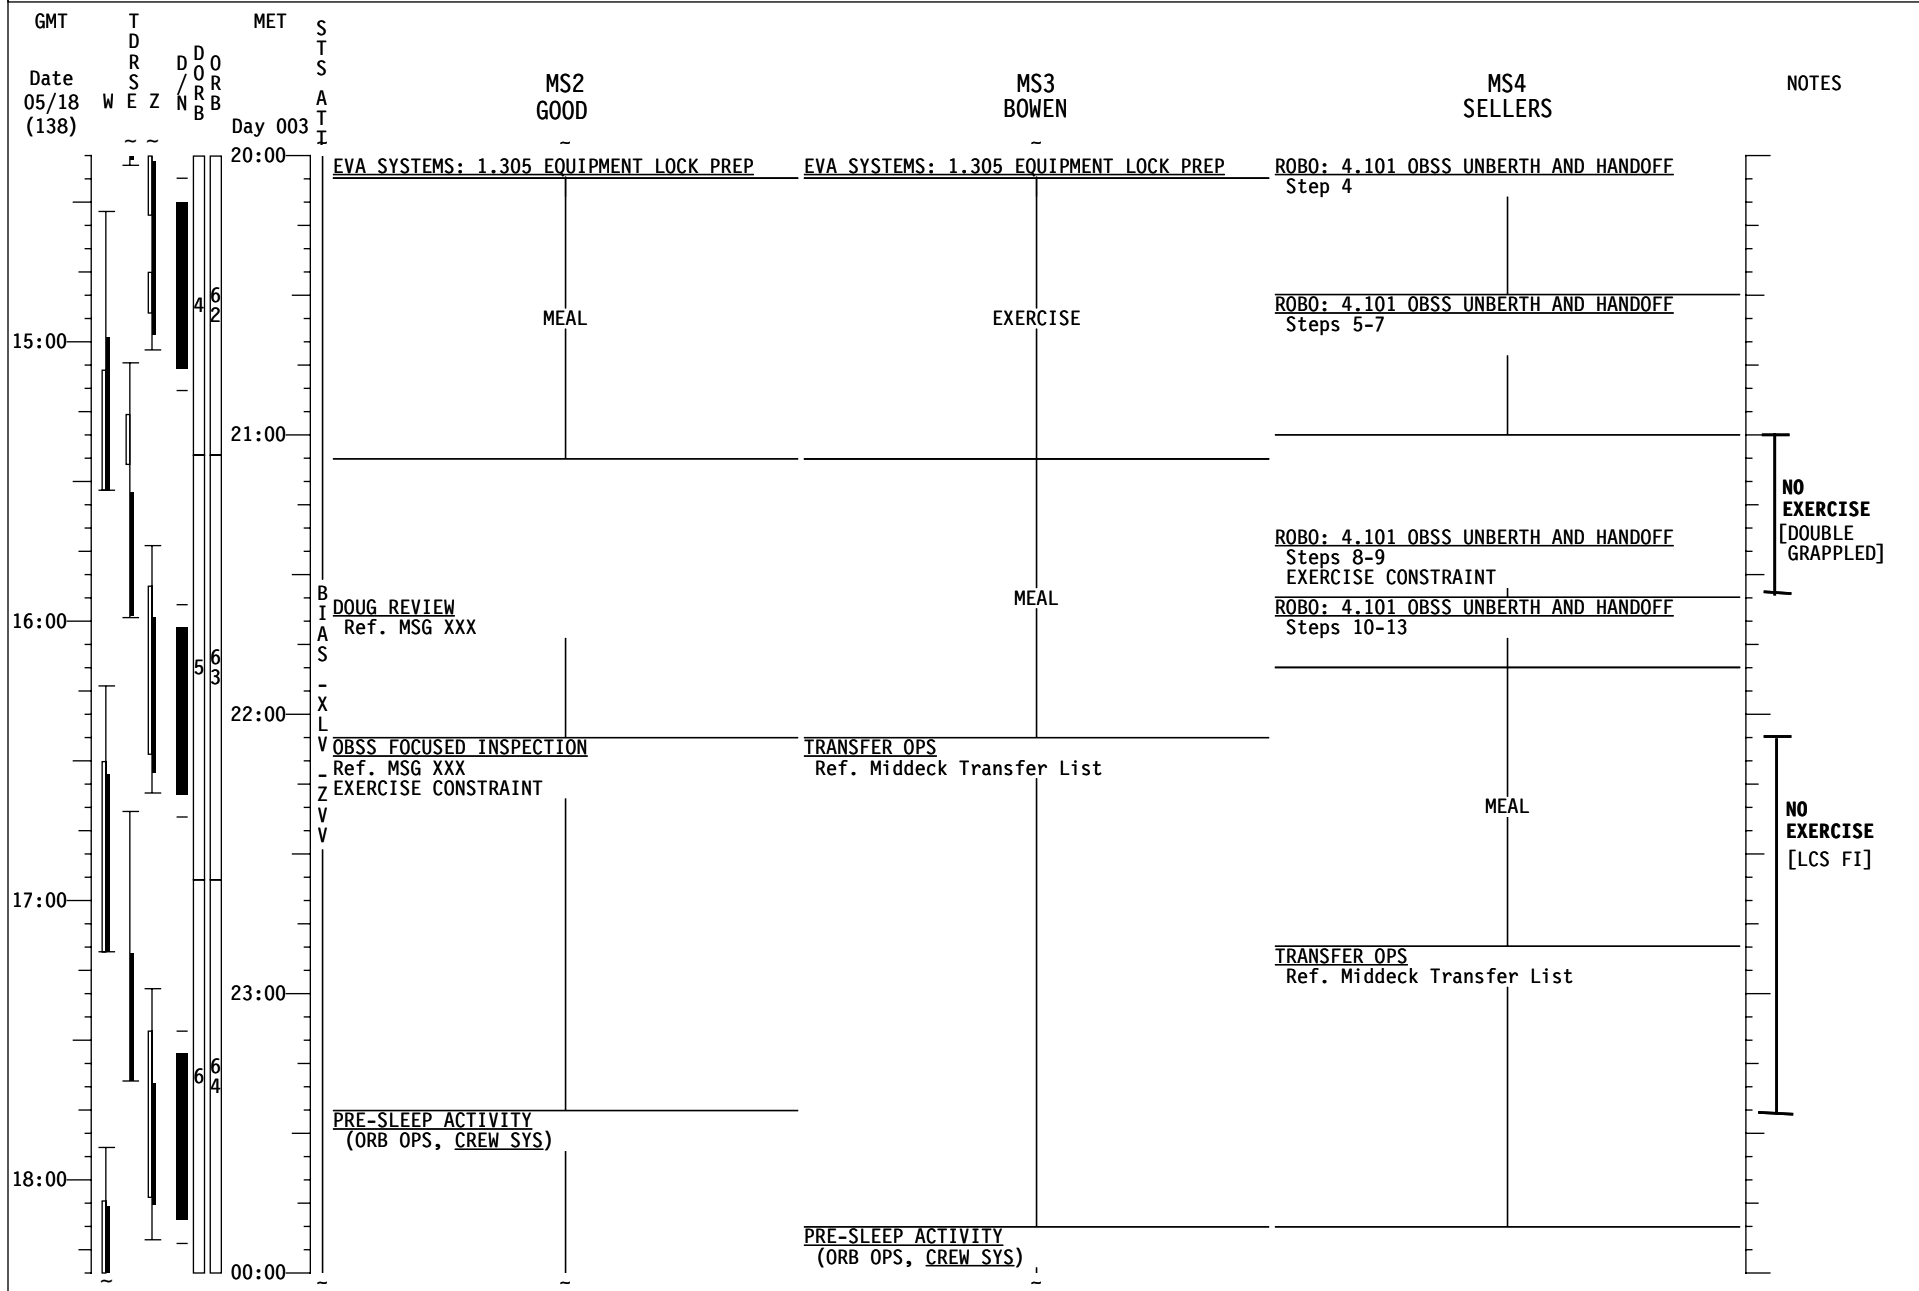 GMT
Date
05/18
(138)
TDRS
W E Z
D/N
DORB
ORB
MET
Day 003
STS ATT
MS2
GOOD
MS3
BOWEN
MS4
SELLERS
NOTES
~ ~ ~ ~
20:00
21:00
22:00
23:00
00:00
15:00
16:00
17:00
18:00
4
62
5
63
6
64
BIAS -XLV -ZVV
EVA SYSTEMS: 1.305 EQUIPMENT LOCK PREP
MEAL
DOUG REVIEW
Ref. MSG XXX
OBSS FOCUSED INSPECTION
Ref. MSG XXX
EXERCISE CONSTRAINT
PRE-SLEEP ACTIVITY
(ORB OPS, CREW SYS)
EVA SYSTEMS: 1.305 EQUIPMENT LOCK PREP
EXERCISE
MEAL
TRANSFER OPS
Ref. Middeck Transfer List
PRE-SLEEP ACTIVITY
(ORB OPS, CREW SYS)
ROBO: 4.101 OBSS UNBERTH AND HANDOFF
Step 4
ROBO: 4.101 OBSS UNBERTH AND HANDOFF
Steps 5-7
ROBO: 4.101 OBSS UNBERTH AND HANDOFF
Steps 8-9
EXERCISE CONSTRAINT
ROBO: 4.101 OBSS UNBERTH AND HANDOFF
Steps 10-13
MEAL
TRANSFER OPS
Ref. Middeck Transfer List
NO
EXERCISE
[DOUBLE
GRAPPLED]
NO
EXERCISE
[LCS FI]
~ ~ ~ ~